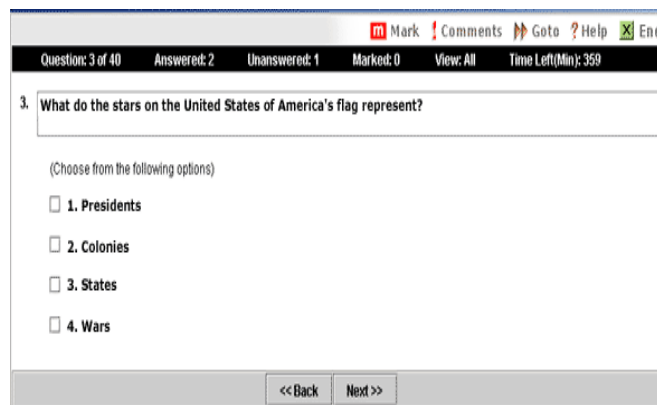 m Mark ! Comments Goto ? Help X En
Question: 3 of 40 Answered: 2 Unanswered: 1 Marked: 0 View: All Time Left(Min): 359
3. What do the stars on the United States of America's flag represent?
(Choose from the following options)
1. Presidents
2. Colonies
3. States
4. Wars
<< Back Next >>